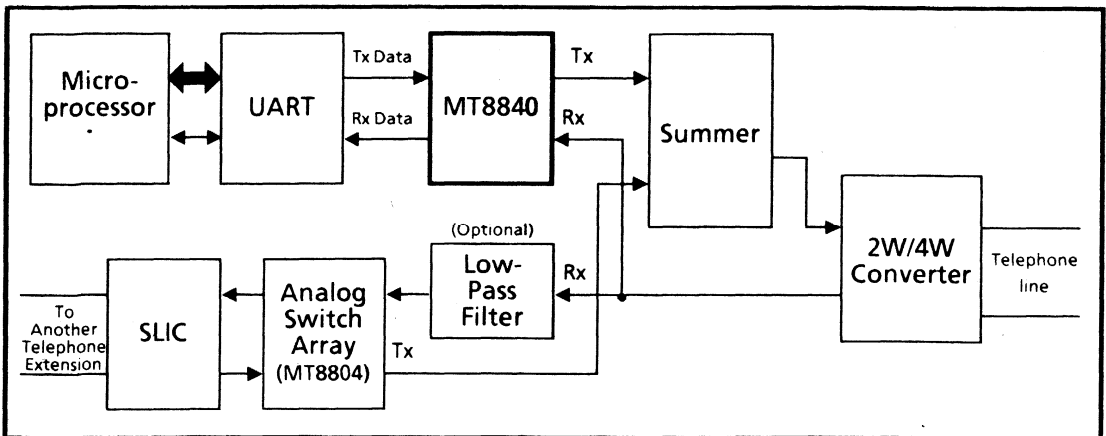 Micro-
processor
UART
Tx Data
Rx Data
MT8840
Tx
Rx
Summer
2W/4W
Converter
Telephone
line
(Optional)
Low-
Pass
Filter
Rx
Analog
Switch
Array
(MT8804)
Tx
SLIC
To
Another
Telephone
Extension